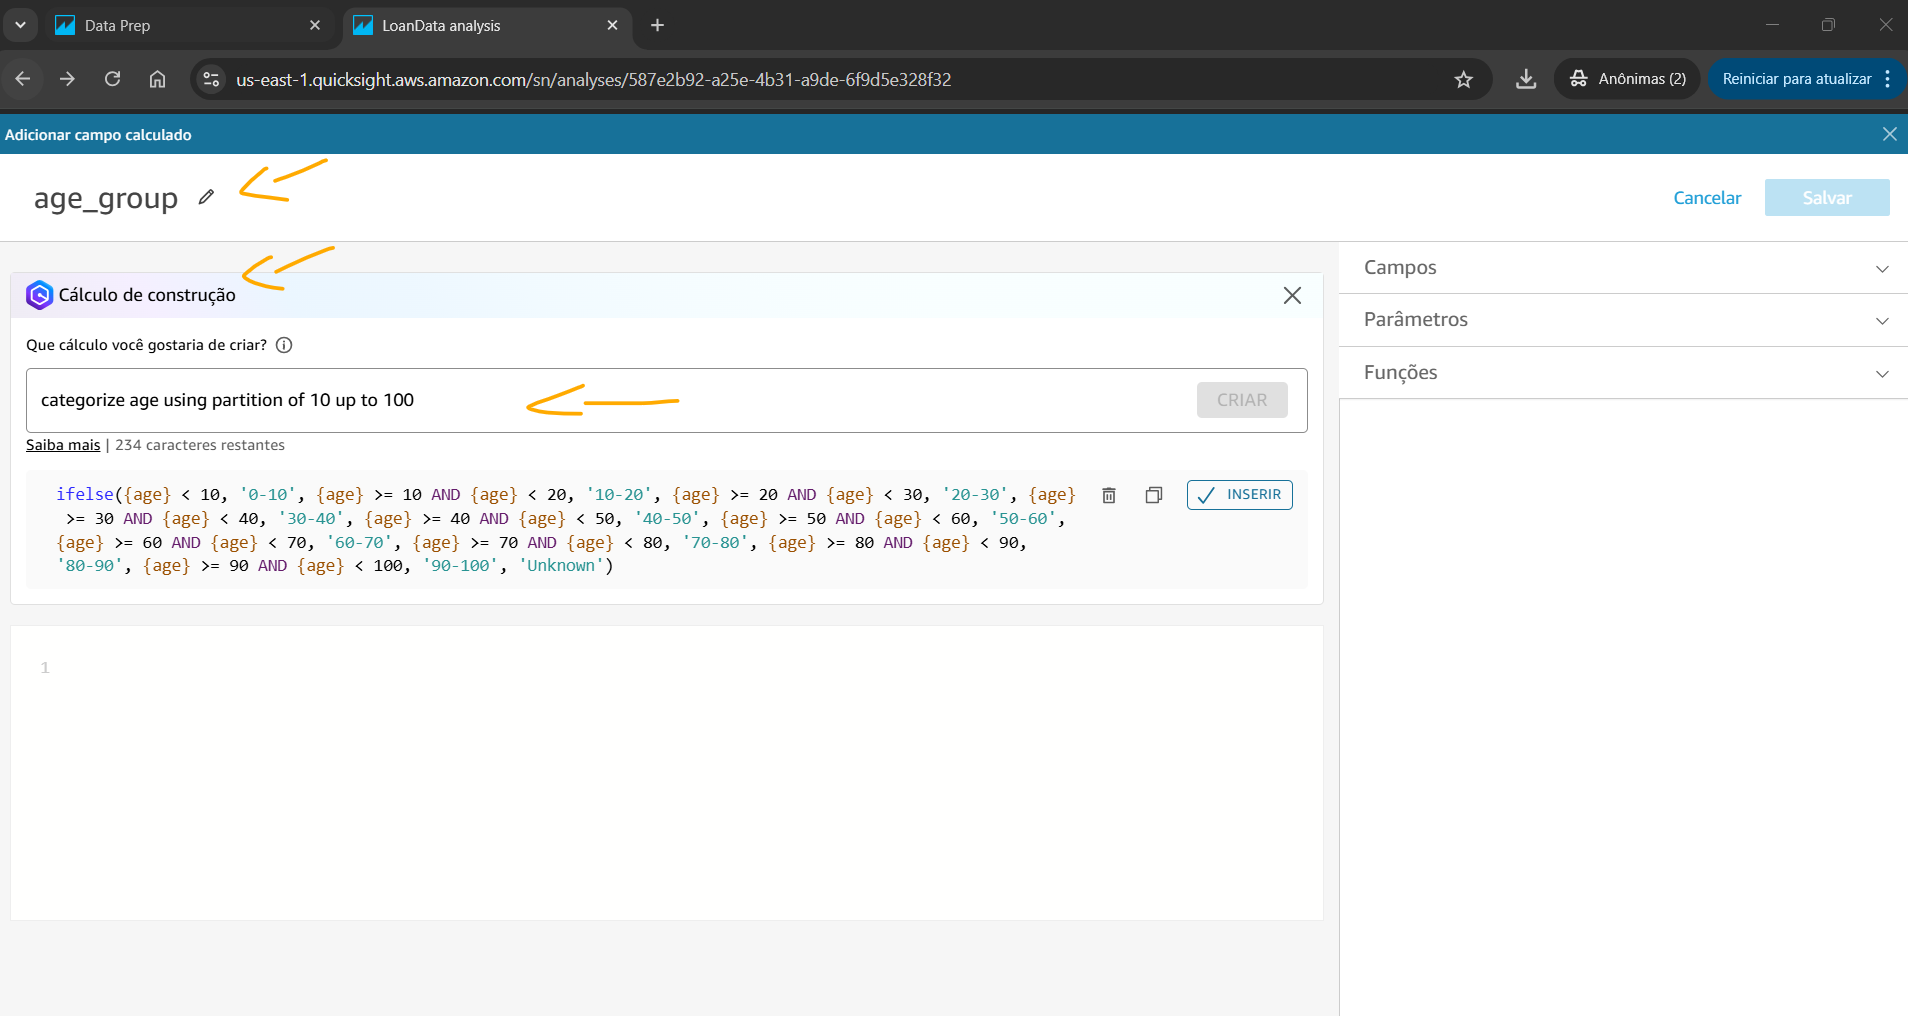 Data Prep
LoanData analysis
us-east-1.quicksight.aws.amazon.com/sn/analyses/587e2b92-a25e-4b31-a9de-6f9d5e328f32
Anônimas (2)
Reiniciar para atualizar
Adicionar campo calculado
age_group
Cancelar
Salvar
Cálculo de construção
Que cálculo você gostaria de criar?
categorize age using partition of 10 up to 100
CRIAR
Saiba mais | 234 caracteres restantes
ifelse({age} < 10, '0-10', {age} >= 10 AND {age} < 20, '10-20', {age} >= 20 AND {age} < 30, '20-30', {age}
>= 30 AND {age} < 40, '30-40', {age} >= 40 AND {age} < 50, '40-50', {age} >= 50 AND {age} < 60, '50-60',
{age} >= 60 AND {age} < 70, '60-70', {age} >= 70 AND {age} < 80, '70-80', {age} >= 80 AND {age} < 90,
'80-90', {age} >= 90 AND {age} < 100, '90-100', 'Unknown')
INSERIR
1
Campos
Parâmetros
Funções